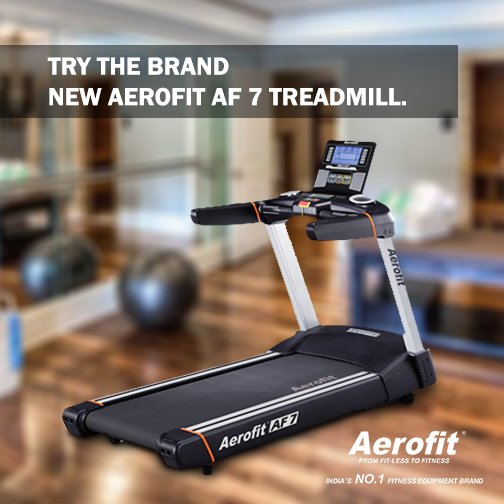 TRY THE BRAND
NEW AEROFIT AF 7 TREADMILL.
Aerofit
Aerofit
Aerofit AF7
Aerofit®
FROM FIT-LESS TO FITNESS
INDIA'S NO.1 FITNESS EQUIPMENT BRAND